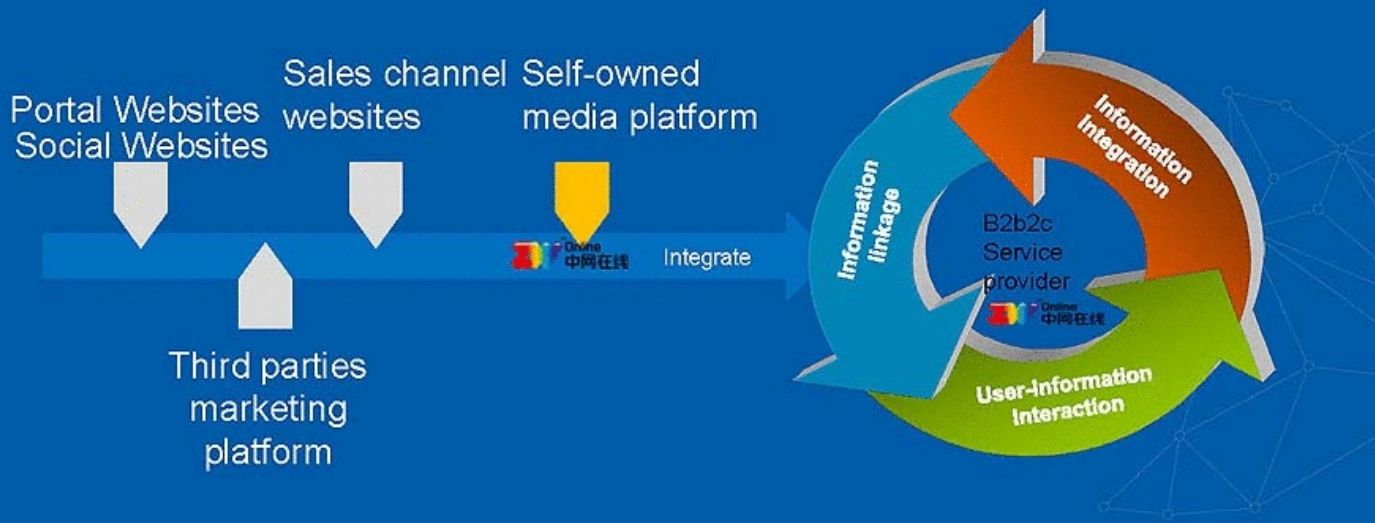 Portal Websites
Social Websites
Sales channel
websites
Self-owned
media platform
Third parties
marketing
platform
Online
中网在线
Integrate
Information
linkage
Information
Integration
User-Information
Interaction
B2b2c
Service
provider
Online
中网在线